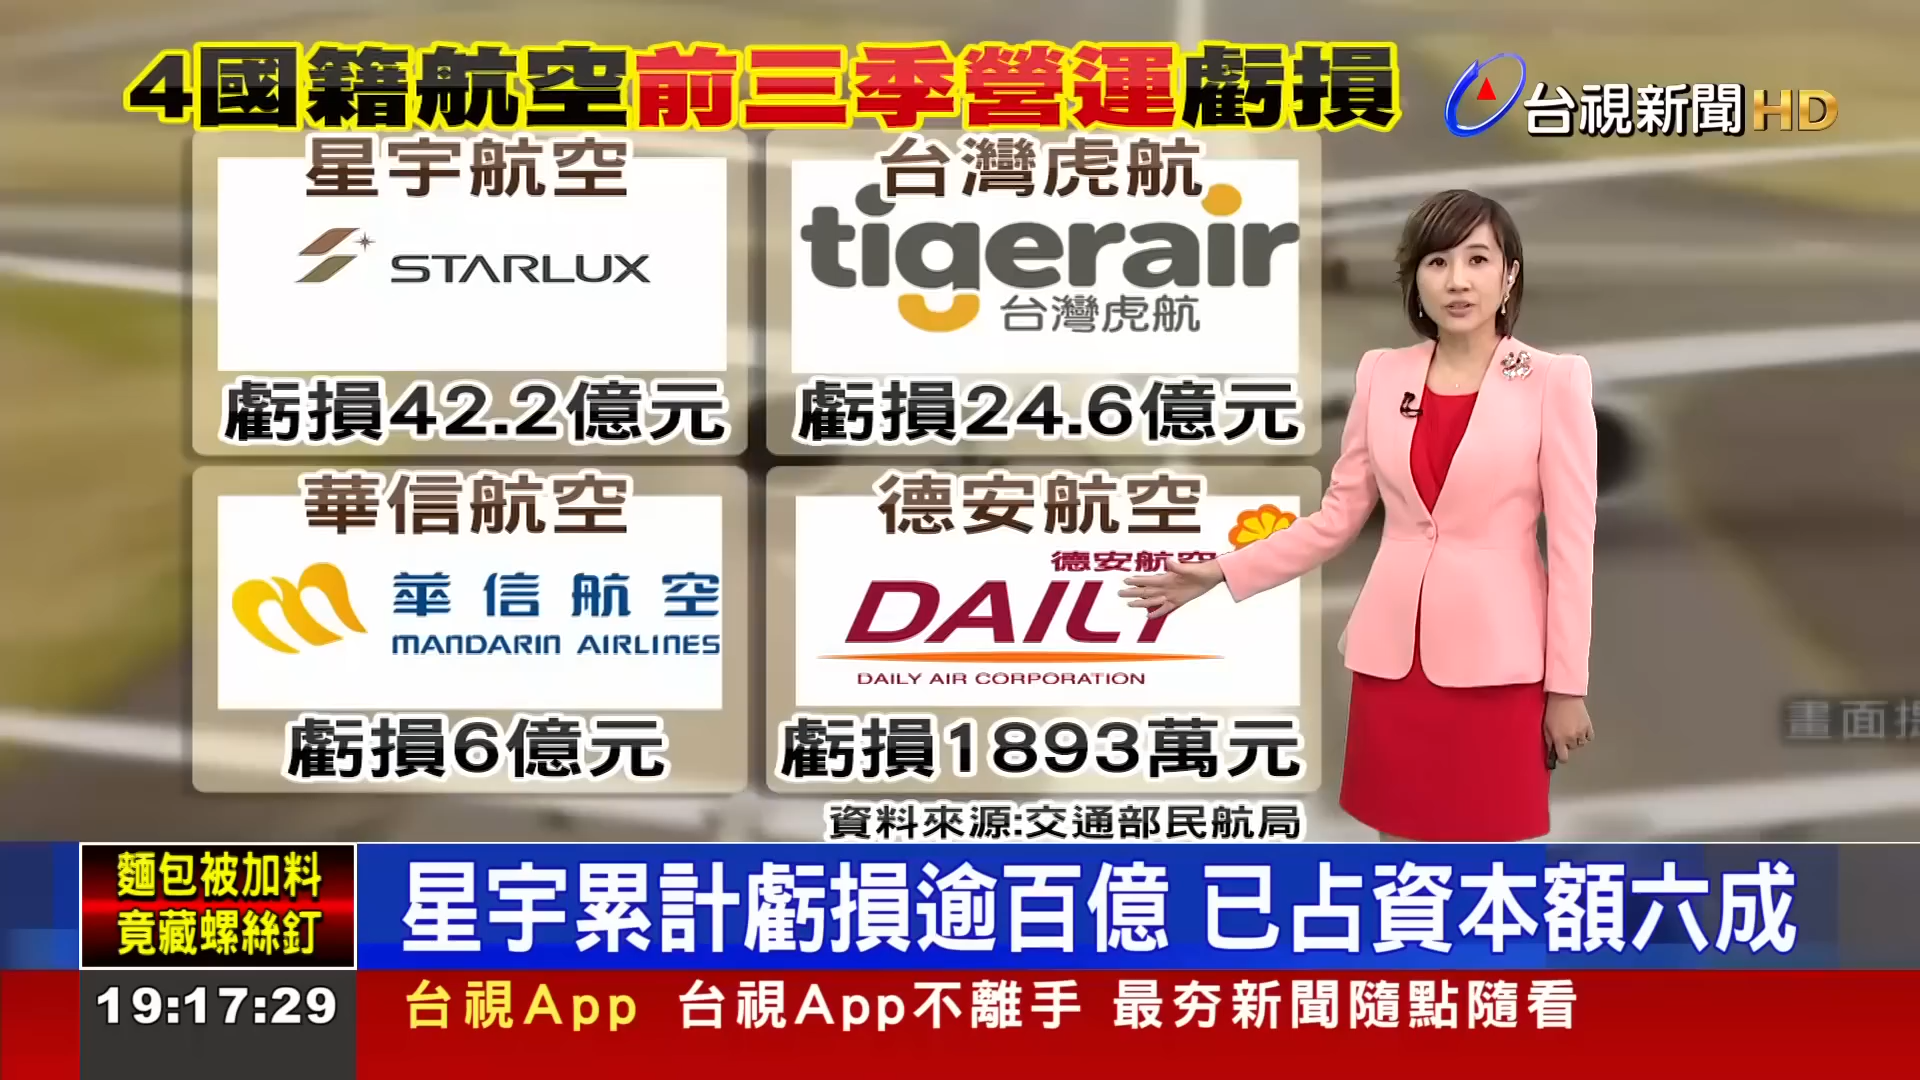 4國籍航空前三季營運虧損
台視新聞HD
星宇航空
STARLUX
虧損42.2億元
台灣虎航
tigerair
台灣虎航
虧損24.6億元
華信航空
華信航空
MANDARIN AIRLINES
虧損6億元
德安航空
德安航空
DAILY
DAILY AIR CORPORATION
虧損1893萬元
資料來源:交通部民航局
畫面提
麵包被加料
竟藏螺絲釘
星宇累計虧損逾百億 已占資本額六成
19:17:29
台視App 台視App不離手 最夯新聞隨點隨看